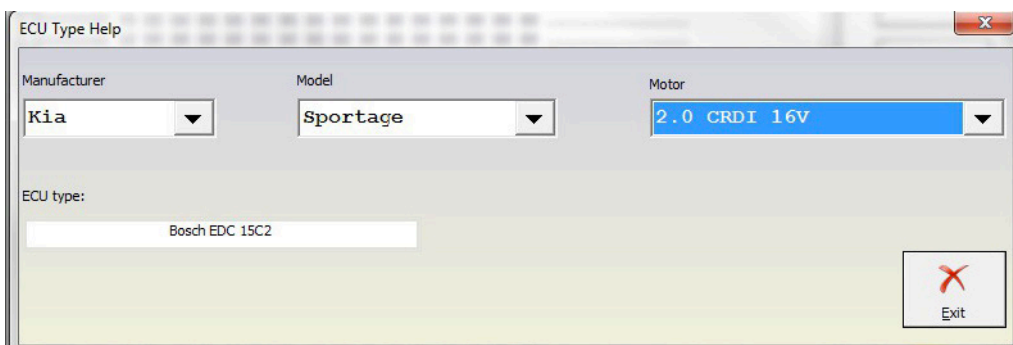 ECU Type Help
Manufacturer
Model
Motor
Kia
Sportage
2.0 CRDI 16V
ECU type:
Bosch EDC 15C2
Exit